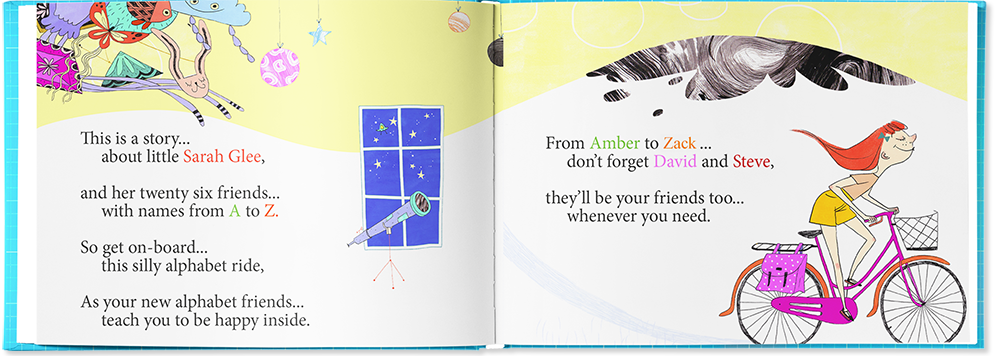 This is a story...
about little Sarah Glee,
and her twenty six friends...
with names from A to Z.
So get on-board...
this silly alphabet ride,
As your new alphabet friends...
teach you to be happy inside.
From Amber to Zack ...
don't forget David and Steve,
they'll be your friends too...
whenever you need.